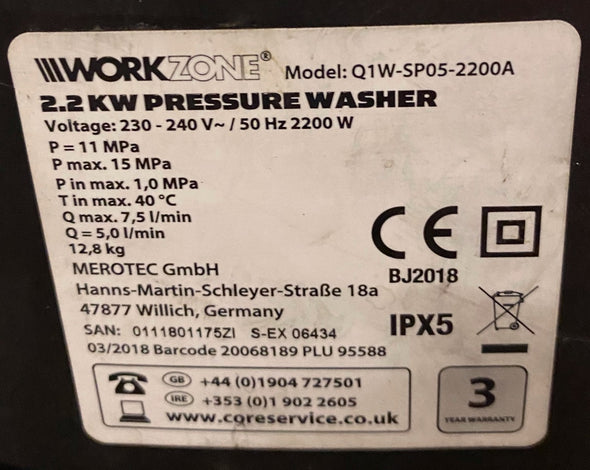 WORKZONE® Model: Q1W-SP05-2200A
2.2 KW PRESSURE WASHER
Voltage: 230 - 240 V~ / 50 Hz 2200 W
P = 11 MPa
P max. 15 MPa
P in max. 1,0 MPa
T in max. 40 °C
Q max. 7,5 l/min
Q = 5,0 l/min
12,8 kg
MEROTEC GmbH
Hanns-Martin-Schleyer-Straße 18a
47877 Willich, Germany
SAN: 0111801175ZI S-EX 06434
03/2018 Barcode 20068189 PLU 95588
CE
BJ2018
IPX5
GB +44 (0)1904 727501
IRE +353 (0)1 902 2605
www.cqreservice.co.uk
3
YEAR WARRANTY